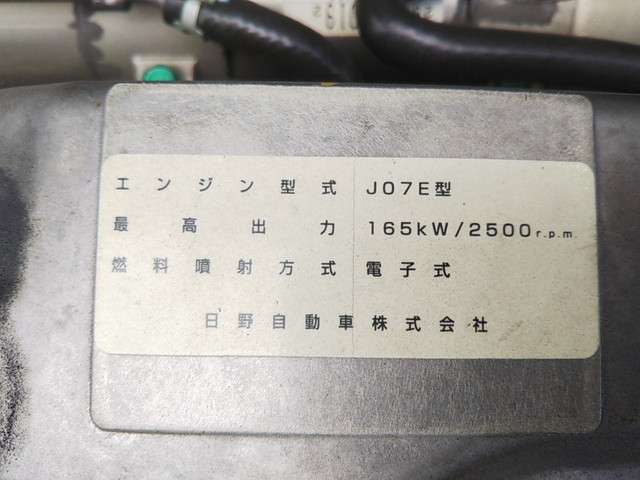 エンジン型式 J07E型
最高出力 165kW/2500r.p.m.
燃料噴射方式 電子式
日野自動車株式会社